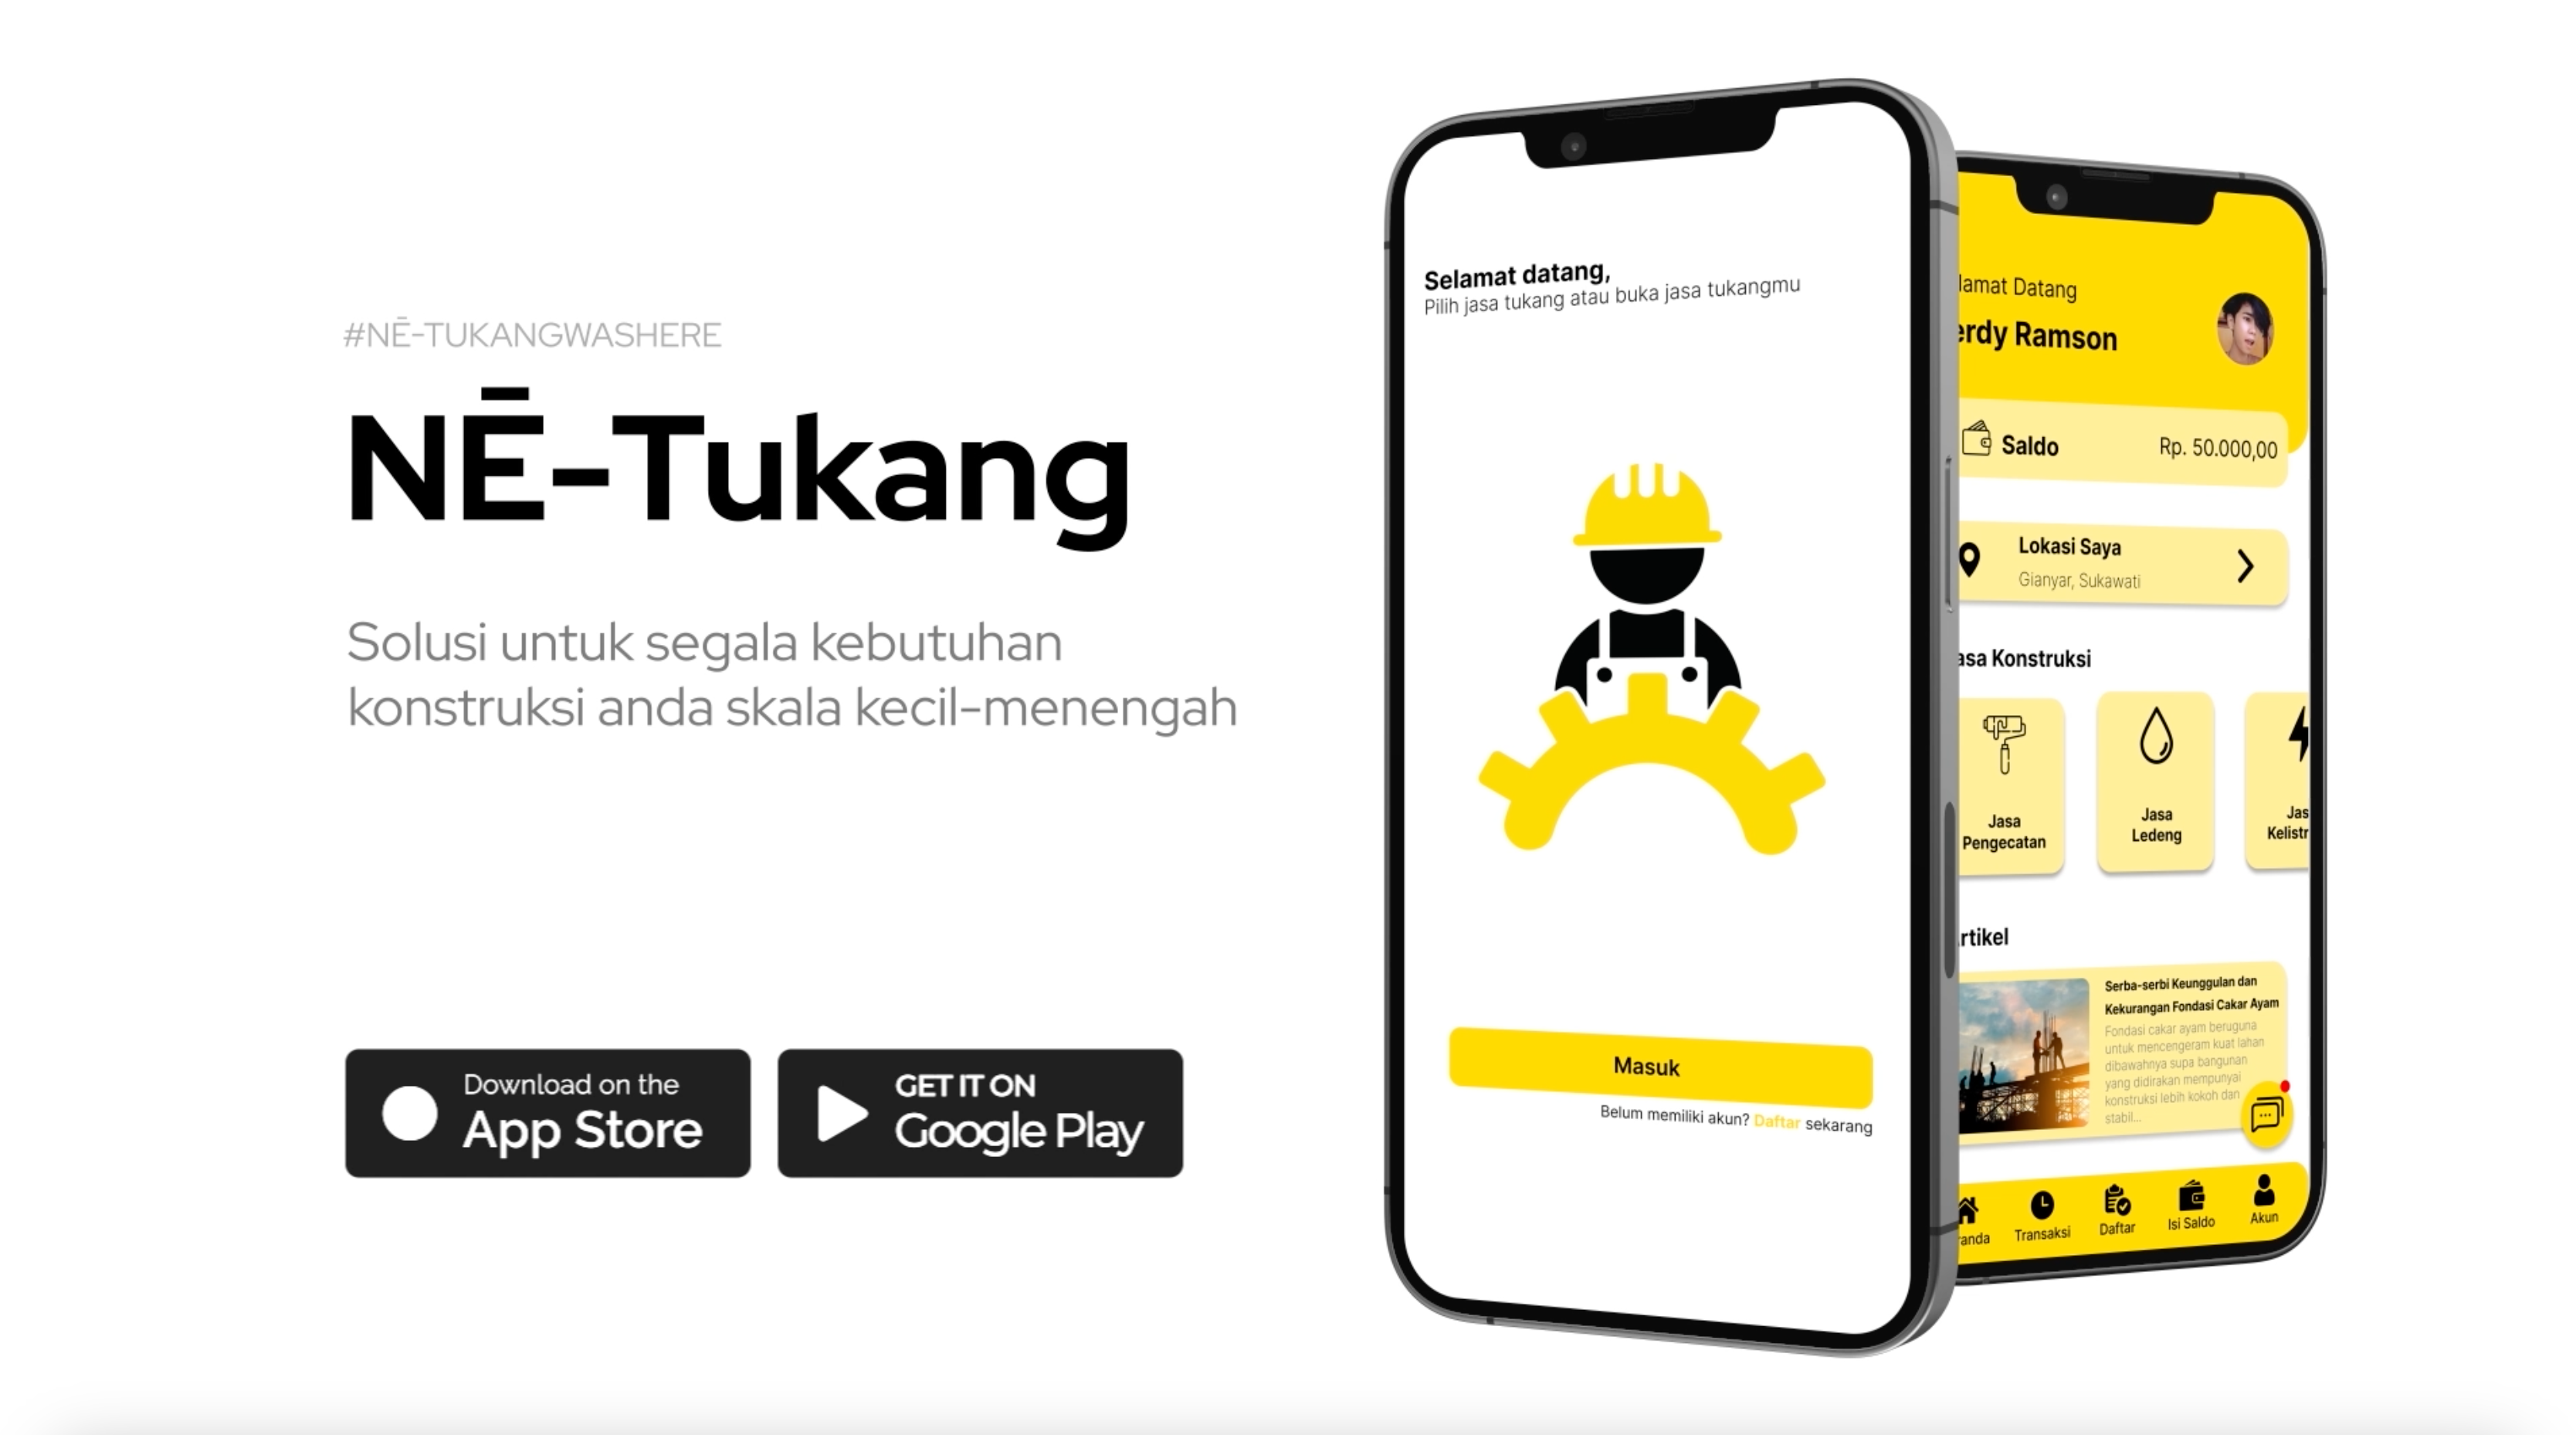 #NĒ-TUKANGWASHERE
NĒ-Tukang
Solusi untuk segala kebutuhan
konstruksi anda skala kecil-menengah
Download on the
App Store
GET IT ON
Google Play
Selamat datang,
Pilih jasa tukang atau buka jasa tukangmu
Masuk
Belum memiliki akun? Daftar sekarang
lamat Datang
erdy Ramson
Saldo
Rp. 50.000,00
Lokasi Saya
Gianyar, Sukawati
asa Konstruksi
Jasa
Pengecatan
Jasa
Ledeng
Jas
Kelistr
rtikel
Serba-serbi Keunggulan dan
Kekurangan Fondasi Cakar Ayam
Fondasi cakar ayam beruguna
untuk mencengeram kuat lahan
dibawahnya supa bangunan
yang didirakan mempunyai
konstruksi lebih kokoh dan
stabil...
anda
Transaksi
Daftar
Isi Saldo
Akun